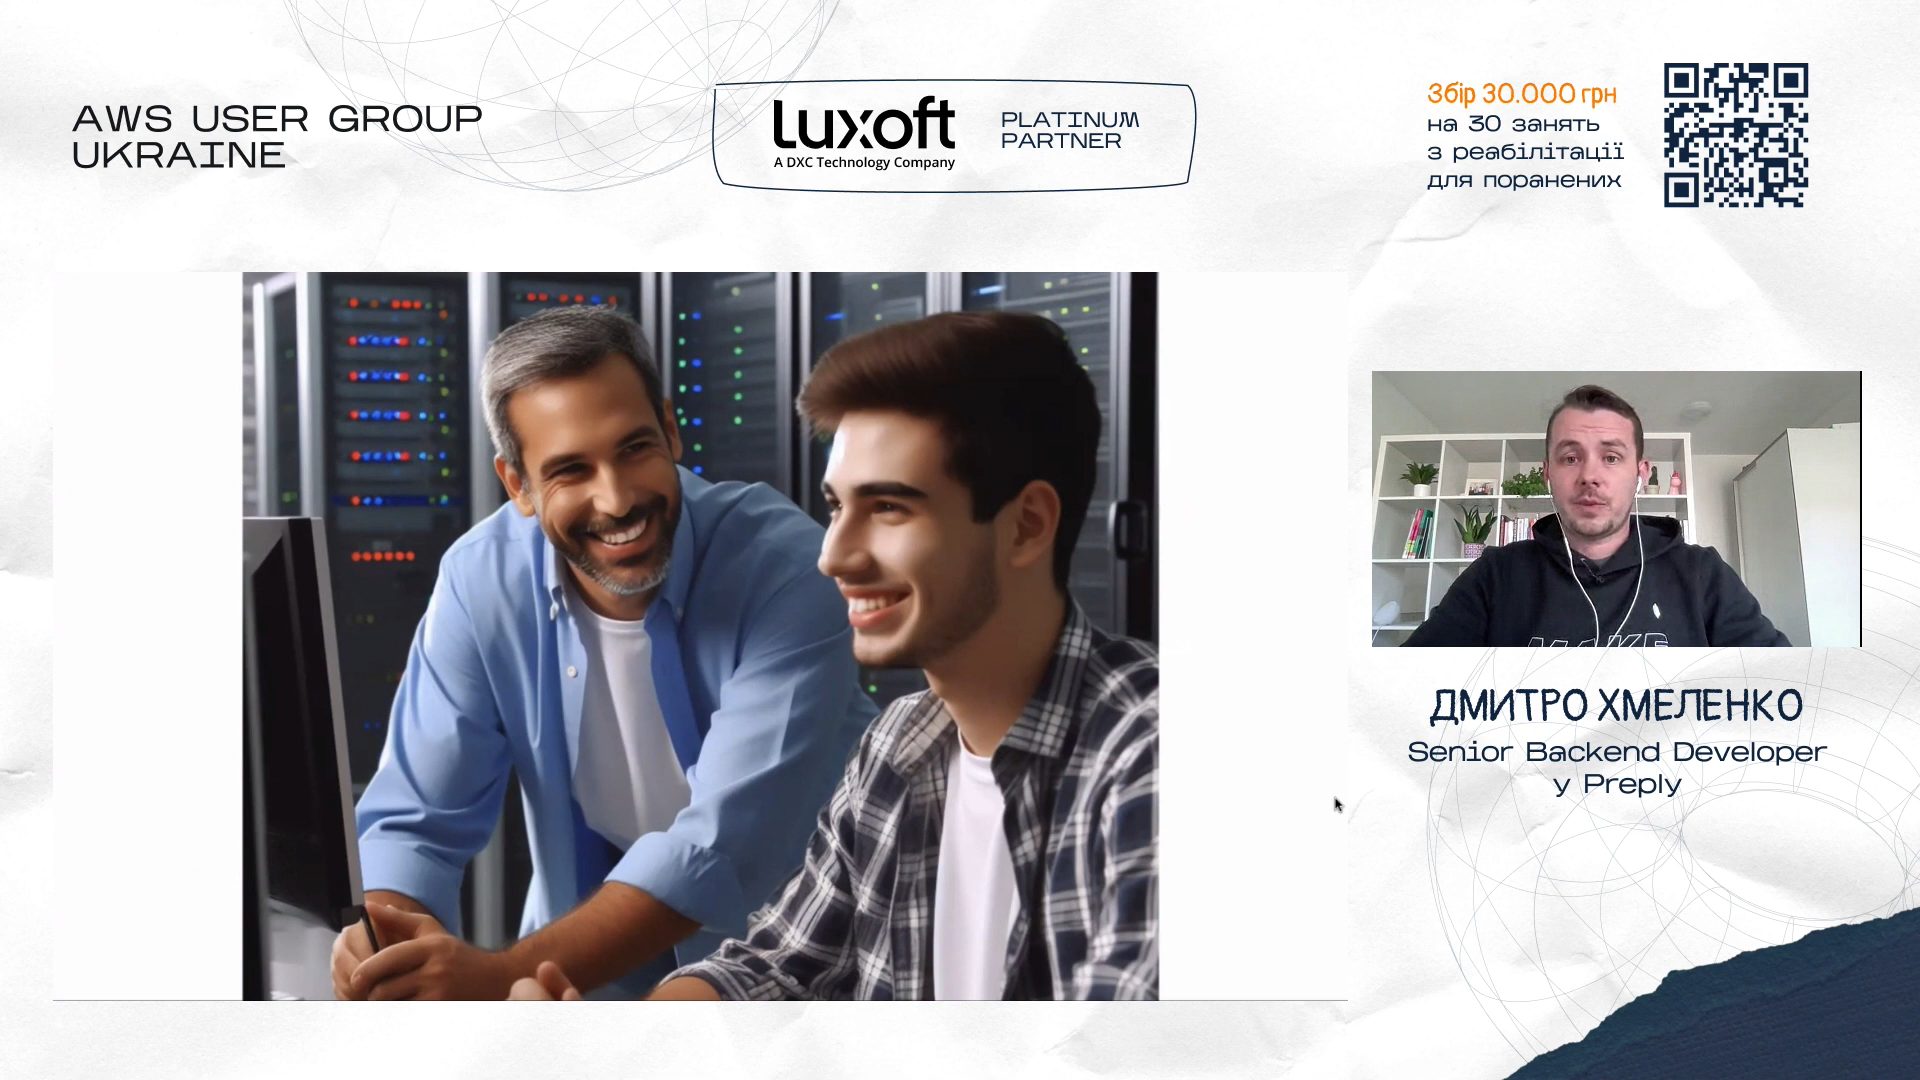 AWS USER GROUP
UKRAINE
Luxoft
A DXC Technology Company
PLATINUM
PARTNER
Збір 30.000 грн
на 30 занять
з реабілітації
для поранених
MAKE
ДМИТРО ХМЕЛЕНКО
Senior Backend Developer
у Preply